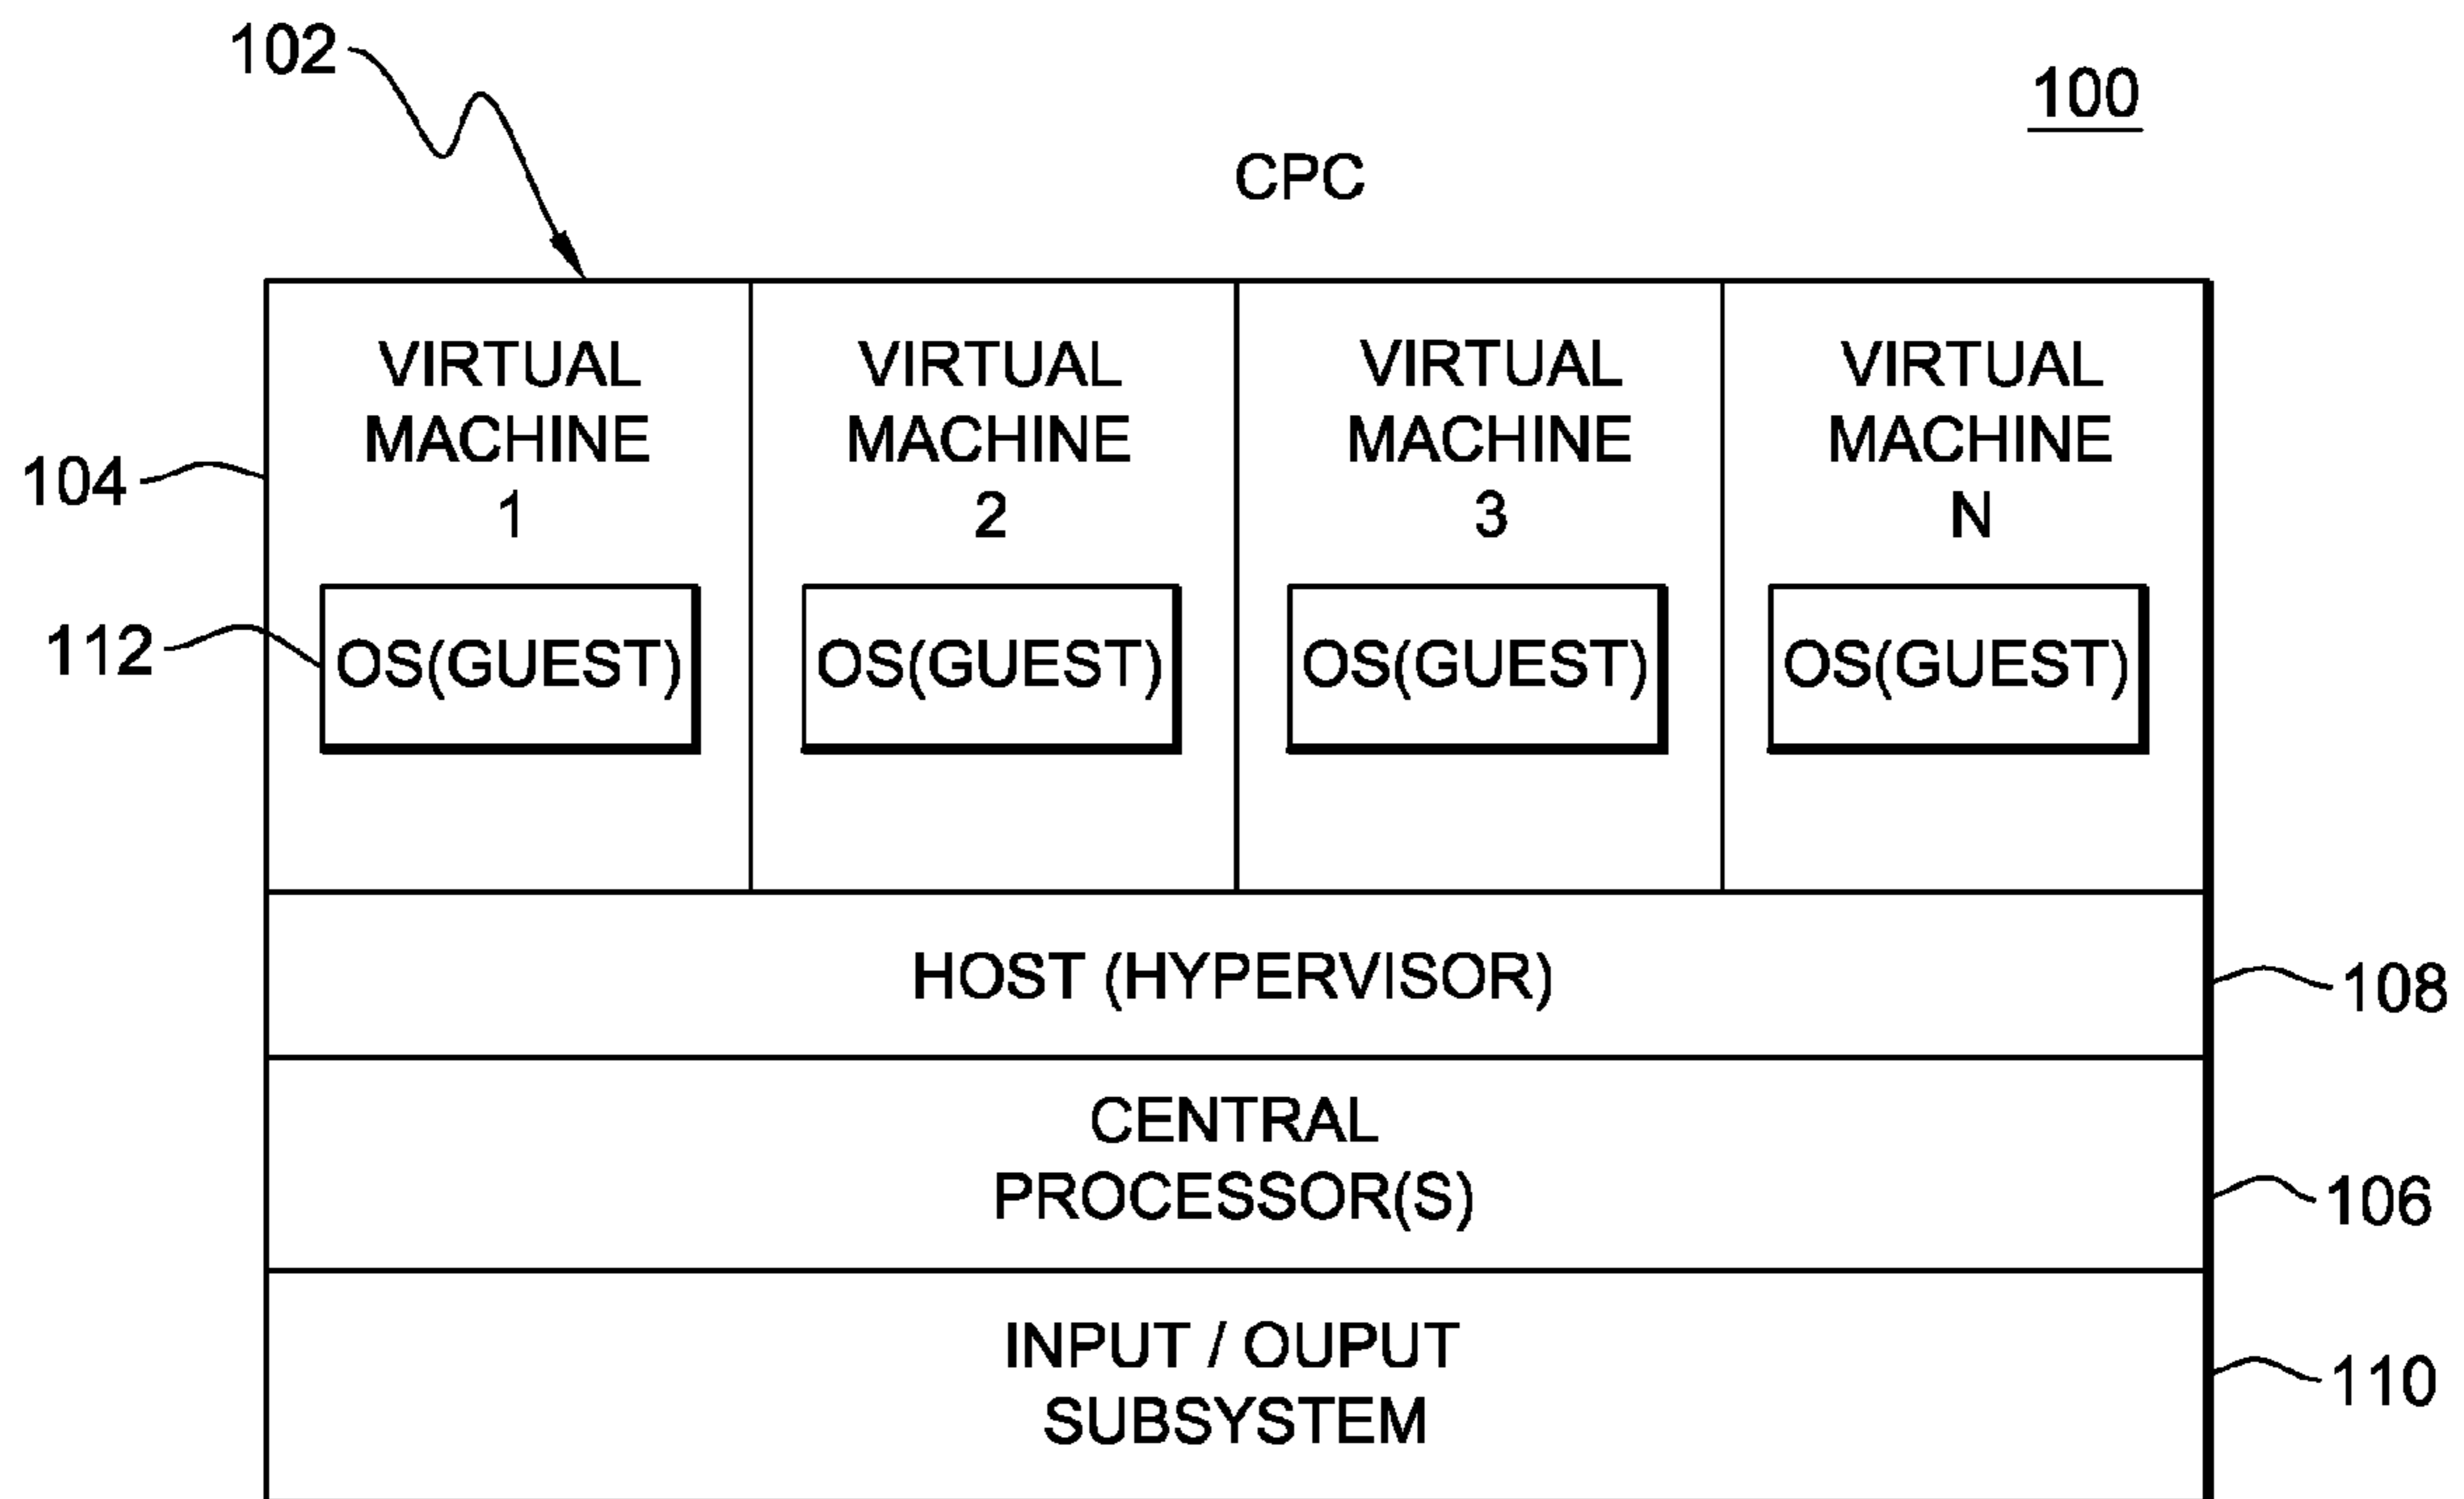 102
100
CPC
VIRTUAL
MACHINE
1
VIRTUAL
MACHINE
2
VIRTUAL
MACHINE
3
VIRTUAL
MACHINE
N
104
112
OS(GUEST)
OS(GUEST)
OS(GUEST)
OS(GUEST)
HOST (HYPERVISOR)
108
CENTRAL
PROCESSOR(S)
106
INPUT / OUPUT
SUBSYSTEM
110